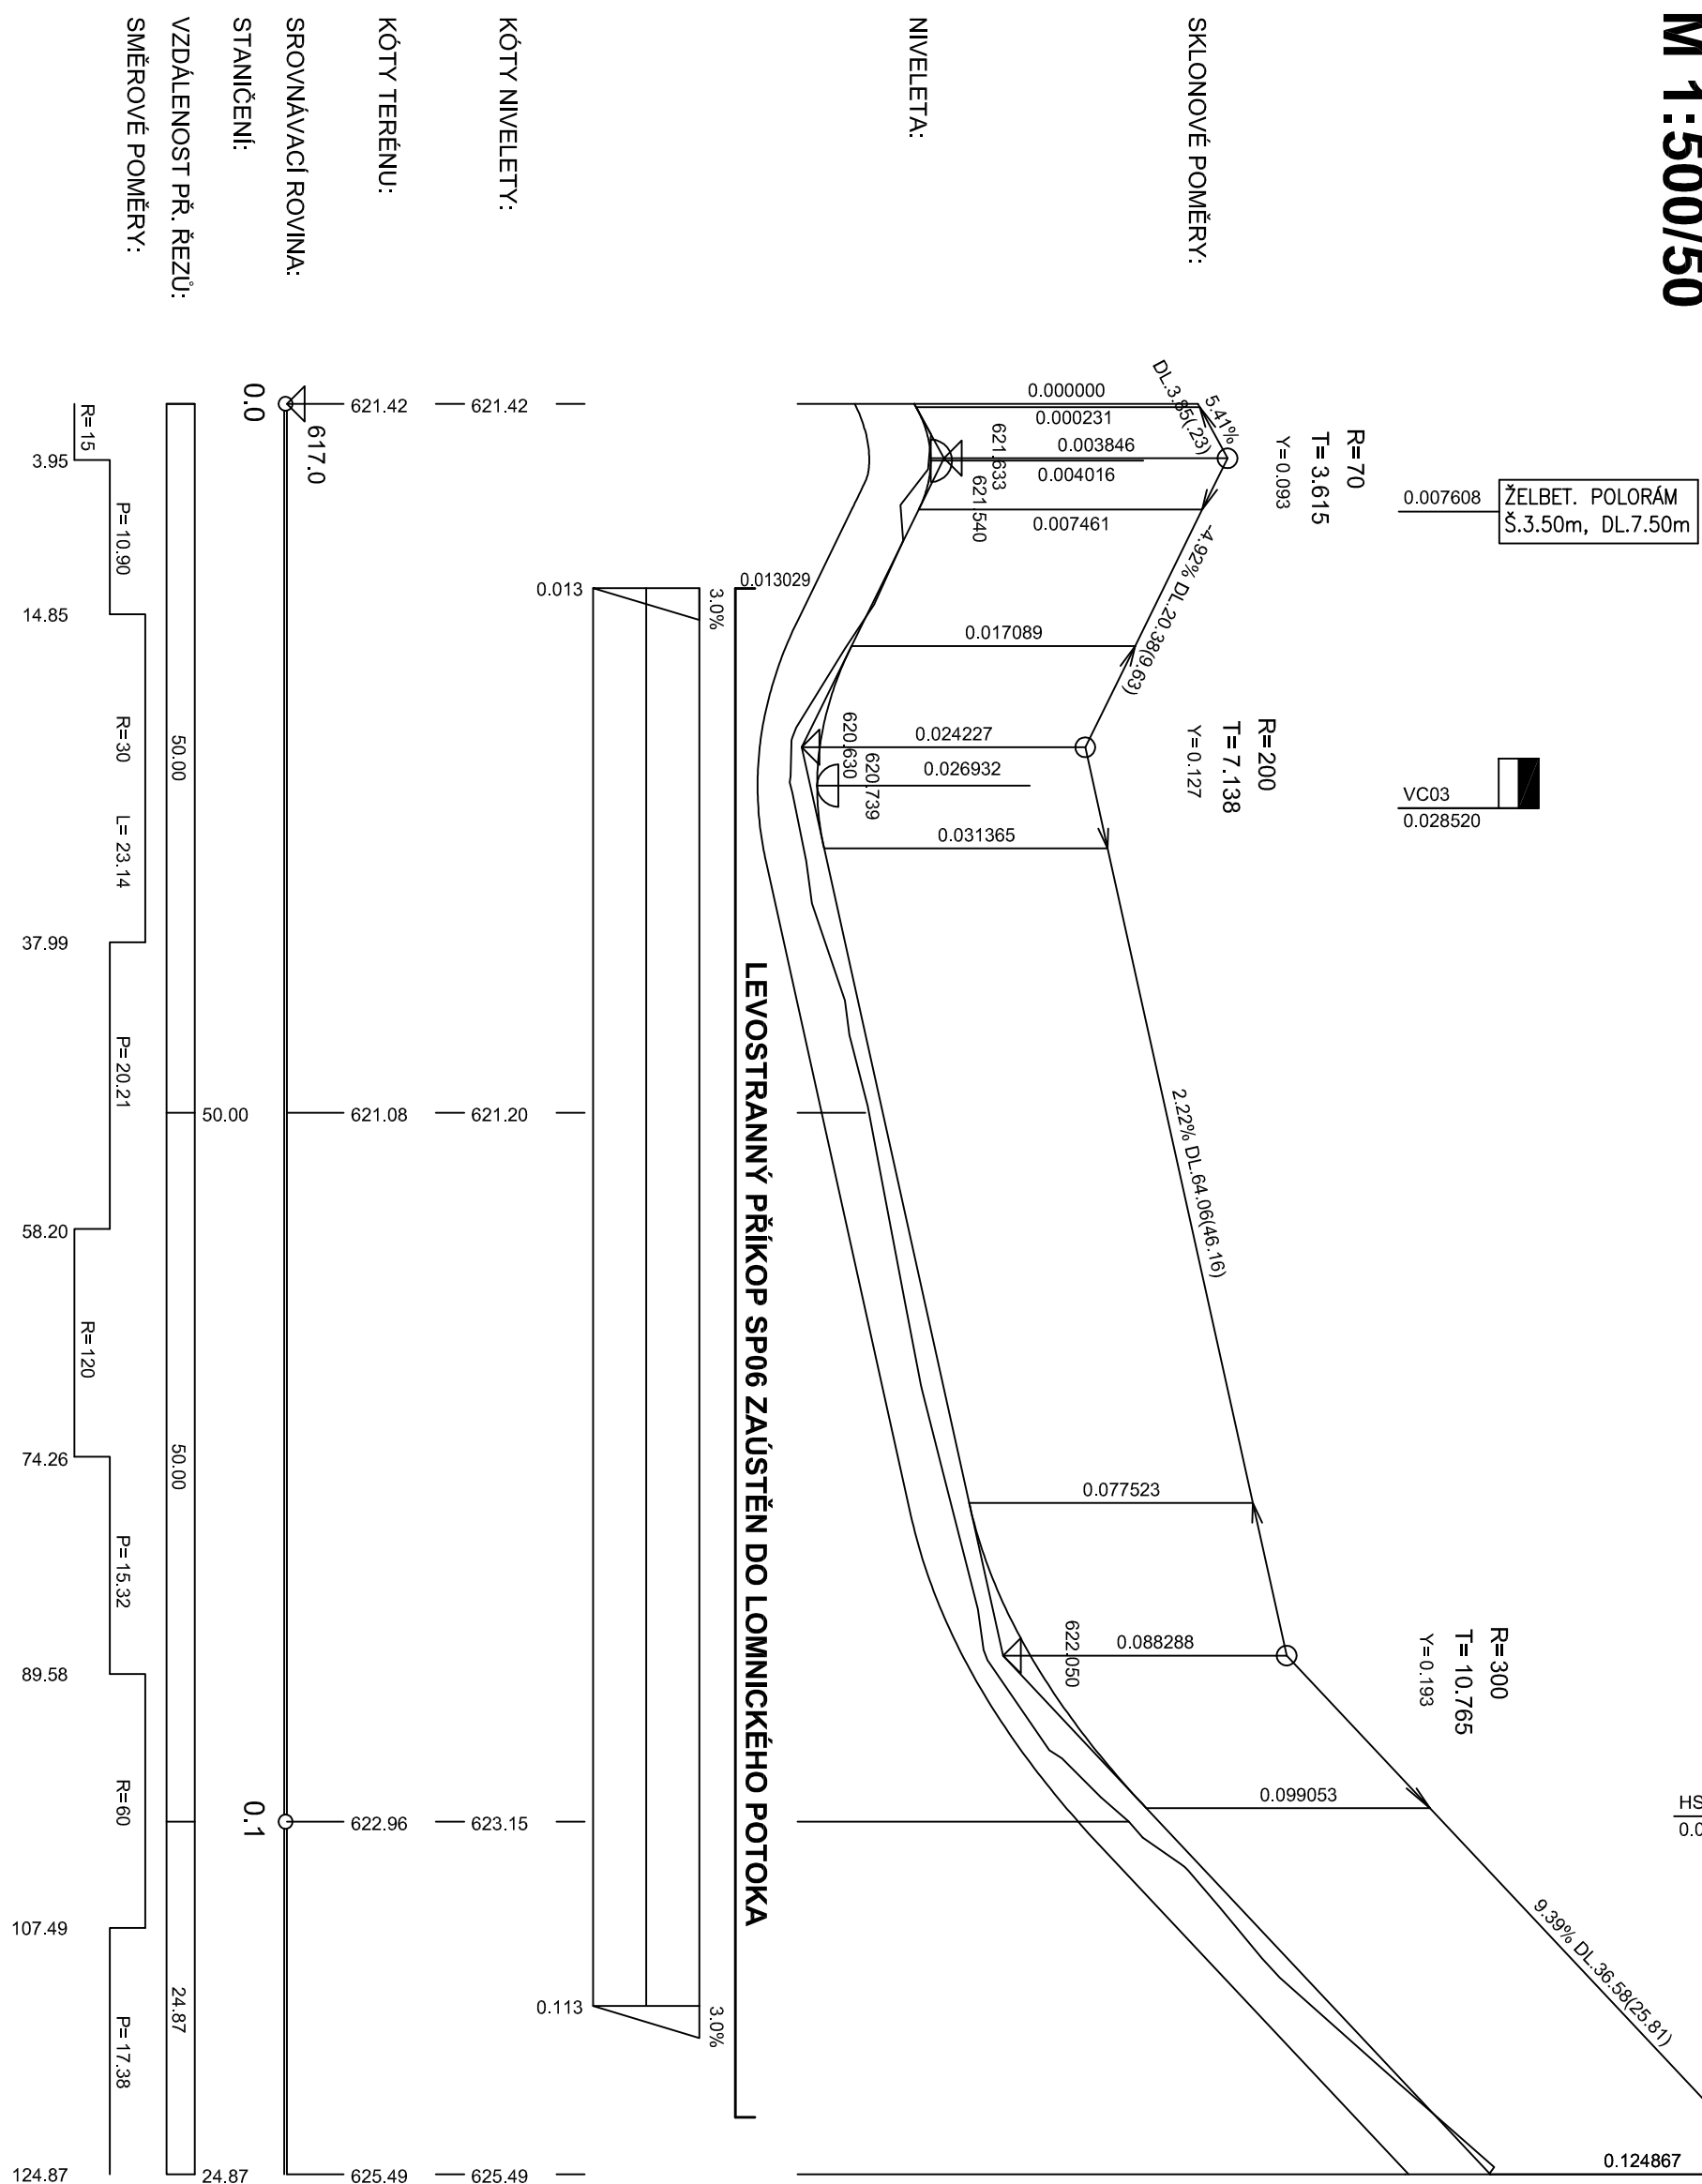 M 1:500/50
ŽELBET. POLORÁM
Š.3.50m, DL.7.50m
0.007608
VC03
0.028520
R=70
T=3.615
Y=0.093
R=200
T=7.138
Y=0.127
R=300
T=10.765
Y=0.193
SKLONOVÉ POMĚRY:
5.41%
DL.3.85(.23)
-4.92% DL.20.38(9.63)
2.22% DL.64.06(46.16)
9.39% DL.36.58(25.81)
NIVELETA:
0.000000
0.000231
0.003846
0.004016
0.007461
0.017089
0.024227
0.026932
0.031365
0.077523
0.088288
0.099053
0.124867
621.633
621.540
620.630
620.739
622.050
LEVOSTRANNÝ PŘÍKOP SP06 ZAÚSTĚN DO LOMNICKÉHO POTOKA
0.013029
3.0%
3.0%
0.013
0.113
KÓTY NIVELETY:
621.42
621.20
623.15
625.49
KÓTY TERÉNU:
621.42
621.08
622.96
625.49
SROVNÁVACÍ ROVINA:
617.0
STANIČENÍ:
0.0
50.00
0.1
24.87
VZDÁLENOST PŘ. ŘEZŮ:
50.00
50.00
24.87
SMĚROVÉ POMĚRY:
R=15
P=10.90
R=30
L=23.14
P=20.21
R=120
P=15.32
R=60
P=17.38
3.95
14.85
37.99
58.20
74.26
89.58
107.49
124.87
HS
0.0